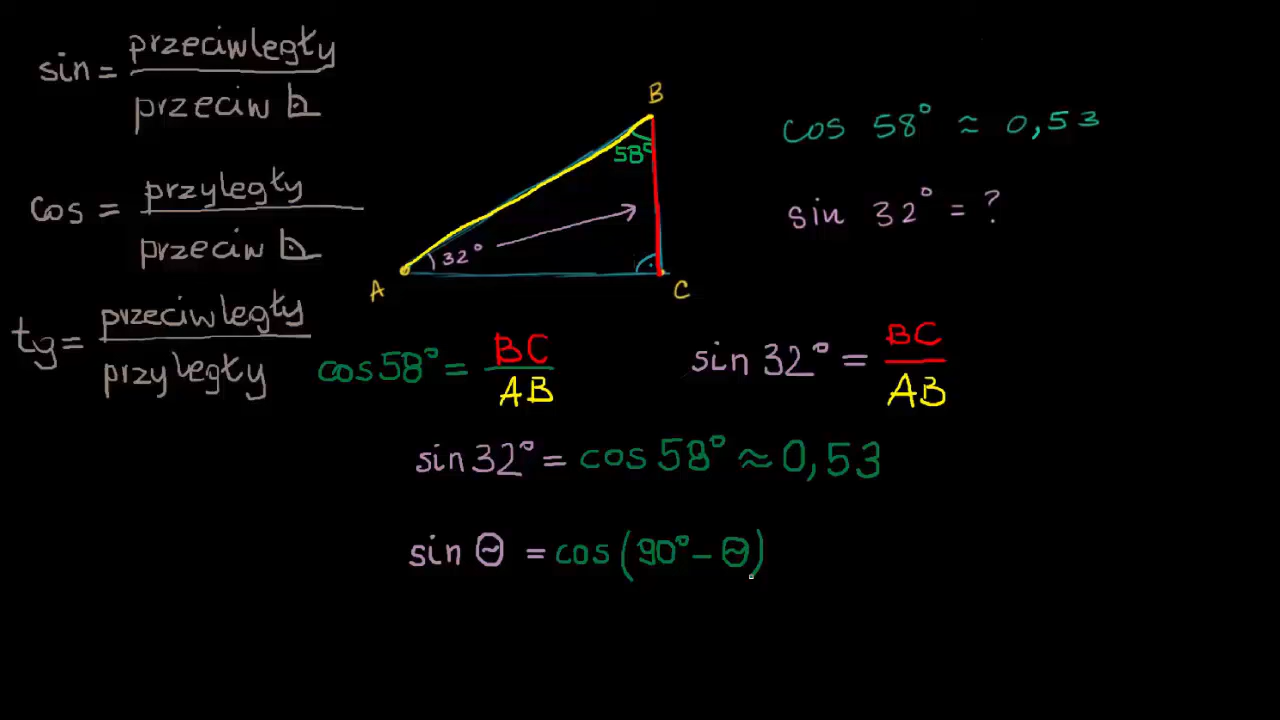 sin = przeciwległy / przeciw ⊾
cos = przyległy / przeciw ⊾
tg = przeciwległy / przyległy
B
58°
32°
A
C
cos 58° ≈ 0,53
sin 32° = ?
cos 58° = BC / AB
sin 32° = BC / AB
sin 32° = cos 58° ≈ 0,53
sin Θ = cos (90° − Θ)